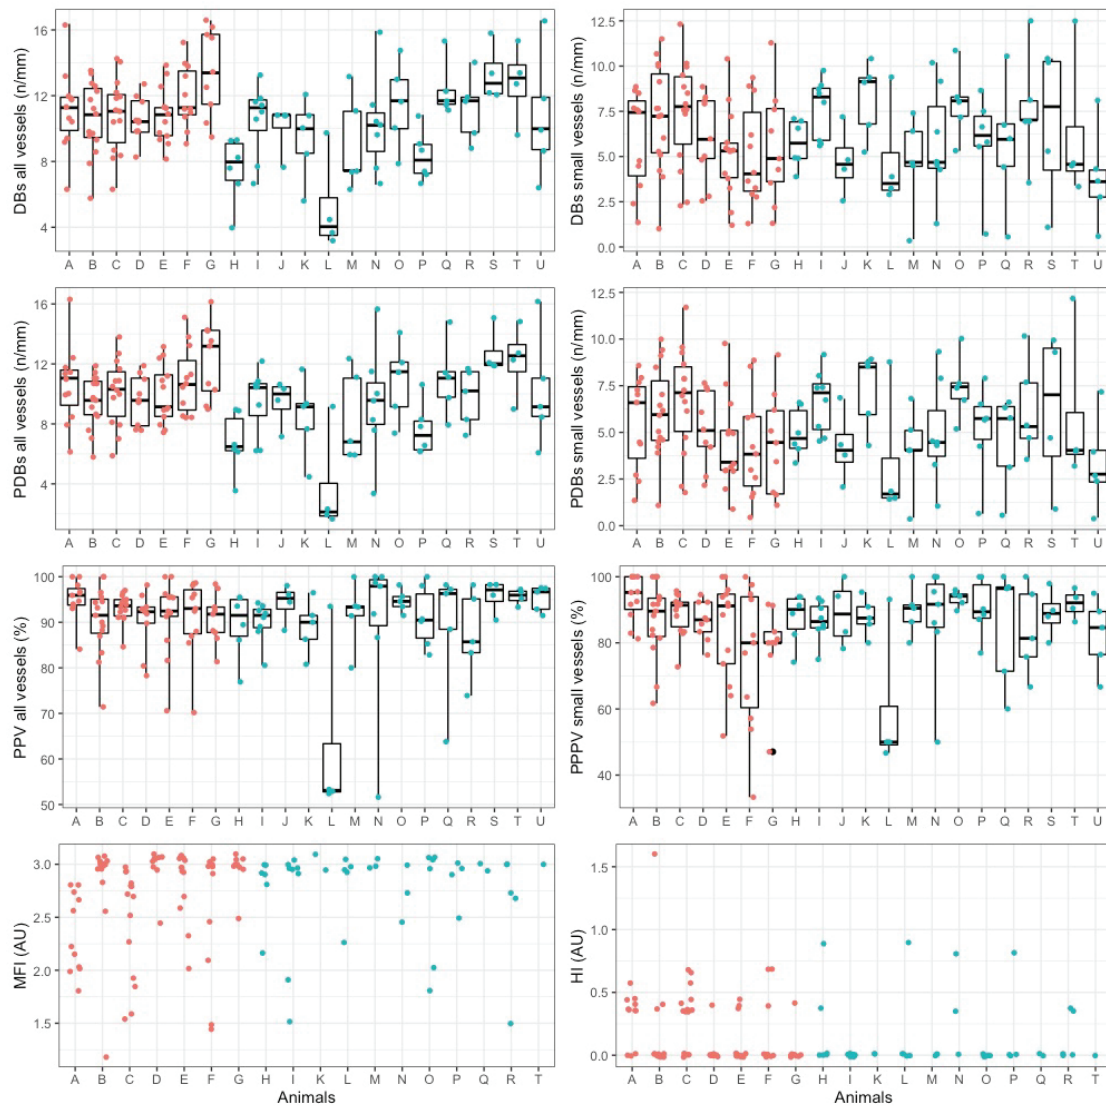 DBs all vessels (n/mm)
16
12
8
4
A B C D E F G H I J K L M N O P Q R S T U
DBs small vessels (n/mm)
12.5
10.0
7.5
5.0
2.5
0.0
A B C D E F G H I J K L M N O P Q R S T U
PDBs all vessels (n/mm)
16
12
8
4
A B C D E F G H I J K L M N O P Q R S T U
PDBs small vessels (n/mm)
12.5
10.0
7.5
5.0
2.5
0.0
A B C D E F G H I J K L M N O P Q R S T U
PPV all vessels (%)
100
90
80
70
60
50
A B C D E F G H I J K L M N O P Q R S T U
PPPV small vessels (%)
100
80
60
40
A B C D E F G H I J K L M N O P Q R S T U
MFI (AU)
3.0
2.5
2.0
1.5
A B C D E F G H I K L M N O P Q R T
Animals
HI (AU)
1.5
1.0
0.5
0.0
A B C D E F G H I K L M N O P Q R T
Animals